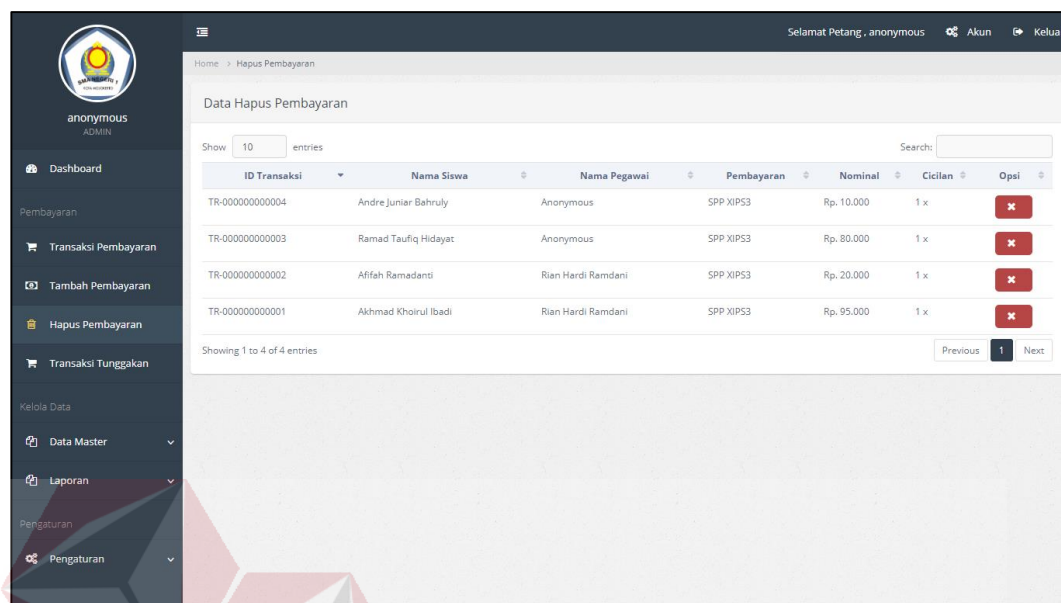 Selamat Petang , anonymous Akun Kelua
Home > Hapus Pembayaran
anonymous
ADMIN
Dashboard
Pembayaran
Transaksi Pembayaran
Tambah Pembayaran
Hapus Pembayaran
Transaksi Tunggakan
Kelola Data
Data Master
Laporan
Pengaturan
Pengaturan
Data Hapus Pembayaran
Show 10 entries Search:
ID Transaksi Nama Siswa Nama Pegawai Pembayaran Nominal Cicilan Opsi
TR-000000000004 Andre Juniar Bahruly Anonymous SPP XIPS3 Rp. 10.000 1 x
TR-000000000003 Ramad Taufiq Hidayat Anonymous SPP XIPS3 Rp. 80.000 1 x
TR-000000000002 Afifah Ramadanti Rian Hardi Ramdani SPP XIPS3 Rp. 20.000 1 x
TR-000000000001 Akhmad Khoirul Ibadi Rian Hardi Ramdani SPP XIPS3 Rp. 95.000 1 x
Showing 1 to 4 of 4 entries Previous 1 Next